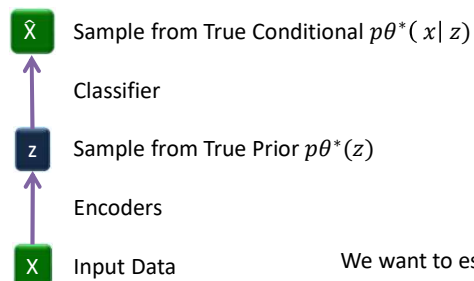 X̂ Sample from True Conditional pθ*( x| z)
Classifier
z Sample from True Prior pθ*(z)
Encoders
X Input Data
We want to es